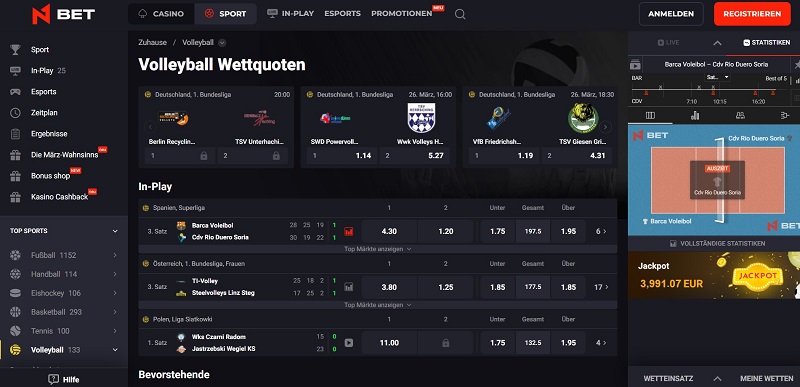 N BET
CASINO
SPORT
IN-PLAY
ESPORTS
PROMOTIONEN NEU
ANMELDEN
REGISTRIEREN
Sport
In-Play 25
Esports
Zeitplan
Ergebnisse
Die März-Wahnsinns
Bonus shop
Kasino Cashback
TOP SPORTS
Fußball 1152
Handball 114
Eishockey 106
Basketball 293
Tennis 100
Volleyball 133
Hilfe
Zuhause / Volleyball
Volleyball Wettquoten
Deutschland, 1. Bundesliga 20:00
Berlin Recyclin...
TSV Unterhachi...
1
2
Deutschland, 1. Bundesliga 26. März, 16:00
SWD Powervoll...
Wwk Volleys H...
1 1.14
2 5.27
Deutschland, 1. Bundesliga 26. März, 18:30
VfB Friedrichsh...
TSV Giesen Gri...
1 1.19
2 4.31
In-Play
Spanien, Superliga 1 2 Unter Gesamt Über
3. Satz
Barca Voleibol 28 25 19 1
Cdv Rio Duero Soria 30 19 22 1
4.30 1.20 1.75 197.5 1.95 6
Top Märkte anzeigen
Österreich, 1. Bundesliga, Frauen 1 2 Unter Gesamt Über
3. Satz
TI-Volley 25 18 2 1
Steelvolleys Linz Steg 17 25 2 1
3.80 1.25 1.85 177.5 1.85 17
Top Märkte anzeigen
Polen, Liga Siatkowki 1 2 Unter Gesamt Über
1. Satz
Wks Czarni Radom 15 0
Jastrzebski Wegiel KS 23 0
11.00 1.75 132.5 1.95 4
Bevorstehende
LIVE
STATISTIKEN
Barca Voleibol – Cdv Rio Duero Soria
BAR Sat... Best of 5
CDV 7:10 10:15 16:20
N BET
Cdv Rio Duero Soria
AUSZEIT
Cdv Rio Duero Soria
Barca Voleibol
N BET
VOLLSTÄNDIGE STATISTIKEN
Jackpot
3,991.07 EUR
JACKPOT
WETTEINSATZ
MEINE WETTEN